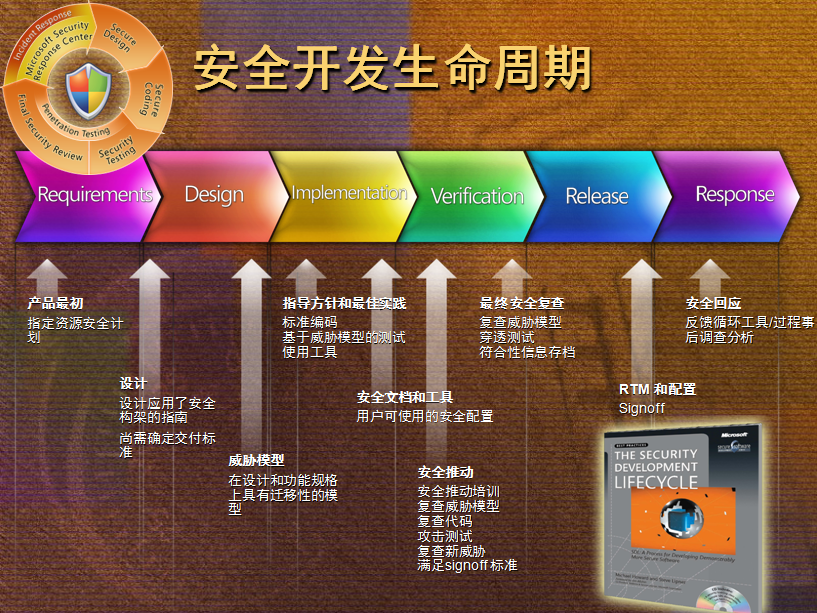 Incident Response
Microsoft Security
Response Center
Secure
Design
Secure
Coding
Security
Testing
Penetration Testing
Final Security Review
安全开发生命周期
Requirements
Design
Implementation
Verification
Release
Response
产品最初
指定资源安全计
划
设计
设计应用了安全
构架的指南
尚需确定交付标
准
威胁模型
在设计和功能规格
上具有迁移性的模
型
指导方针和最佳实践
标准编码
基于威胁模型的测试
使用工具
安全文档和工具
用户可使用的安全配置
安全推动
安全推动培训
复查威胁模型
复查代码
攻击测试
复查新威胁
满足signoff标准
最终安全复查
复查威胁模型
穿透测试
符合性信息存档
RTM 和配置
Signoff
安全回应
反馈循环工具/过程事
后调查分析
BEST PRACTICES
Microsoft
secure software
THE SECURITY
DEVELOPMENT
LIFECYCLE
SDL: A Process for Developing Demonstrably
More Secure Software
Michael Howard and Steve Lipner